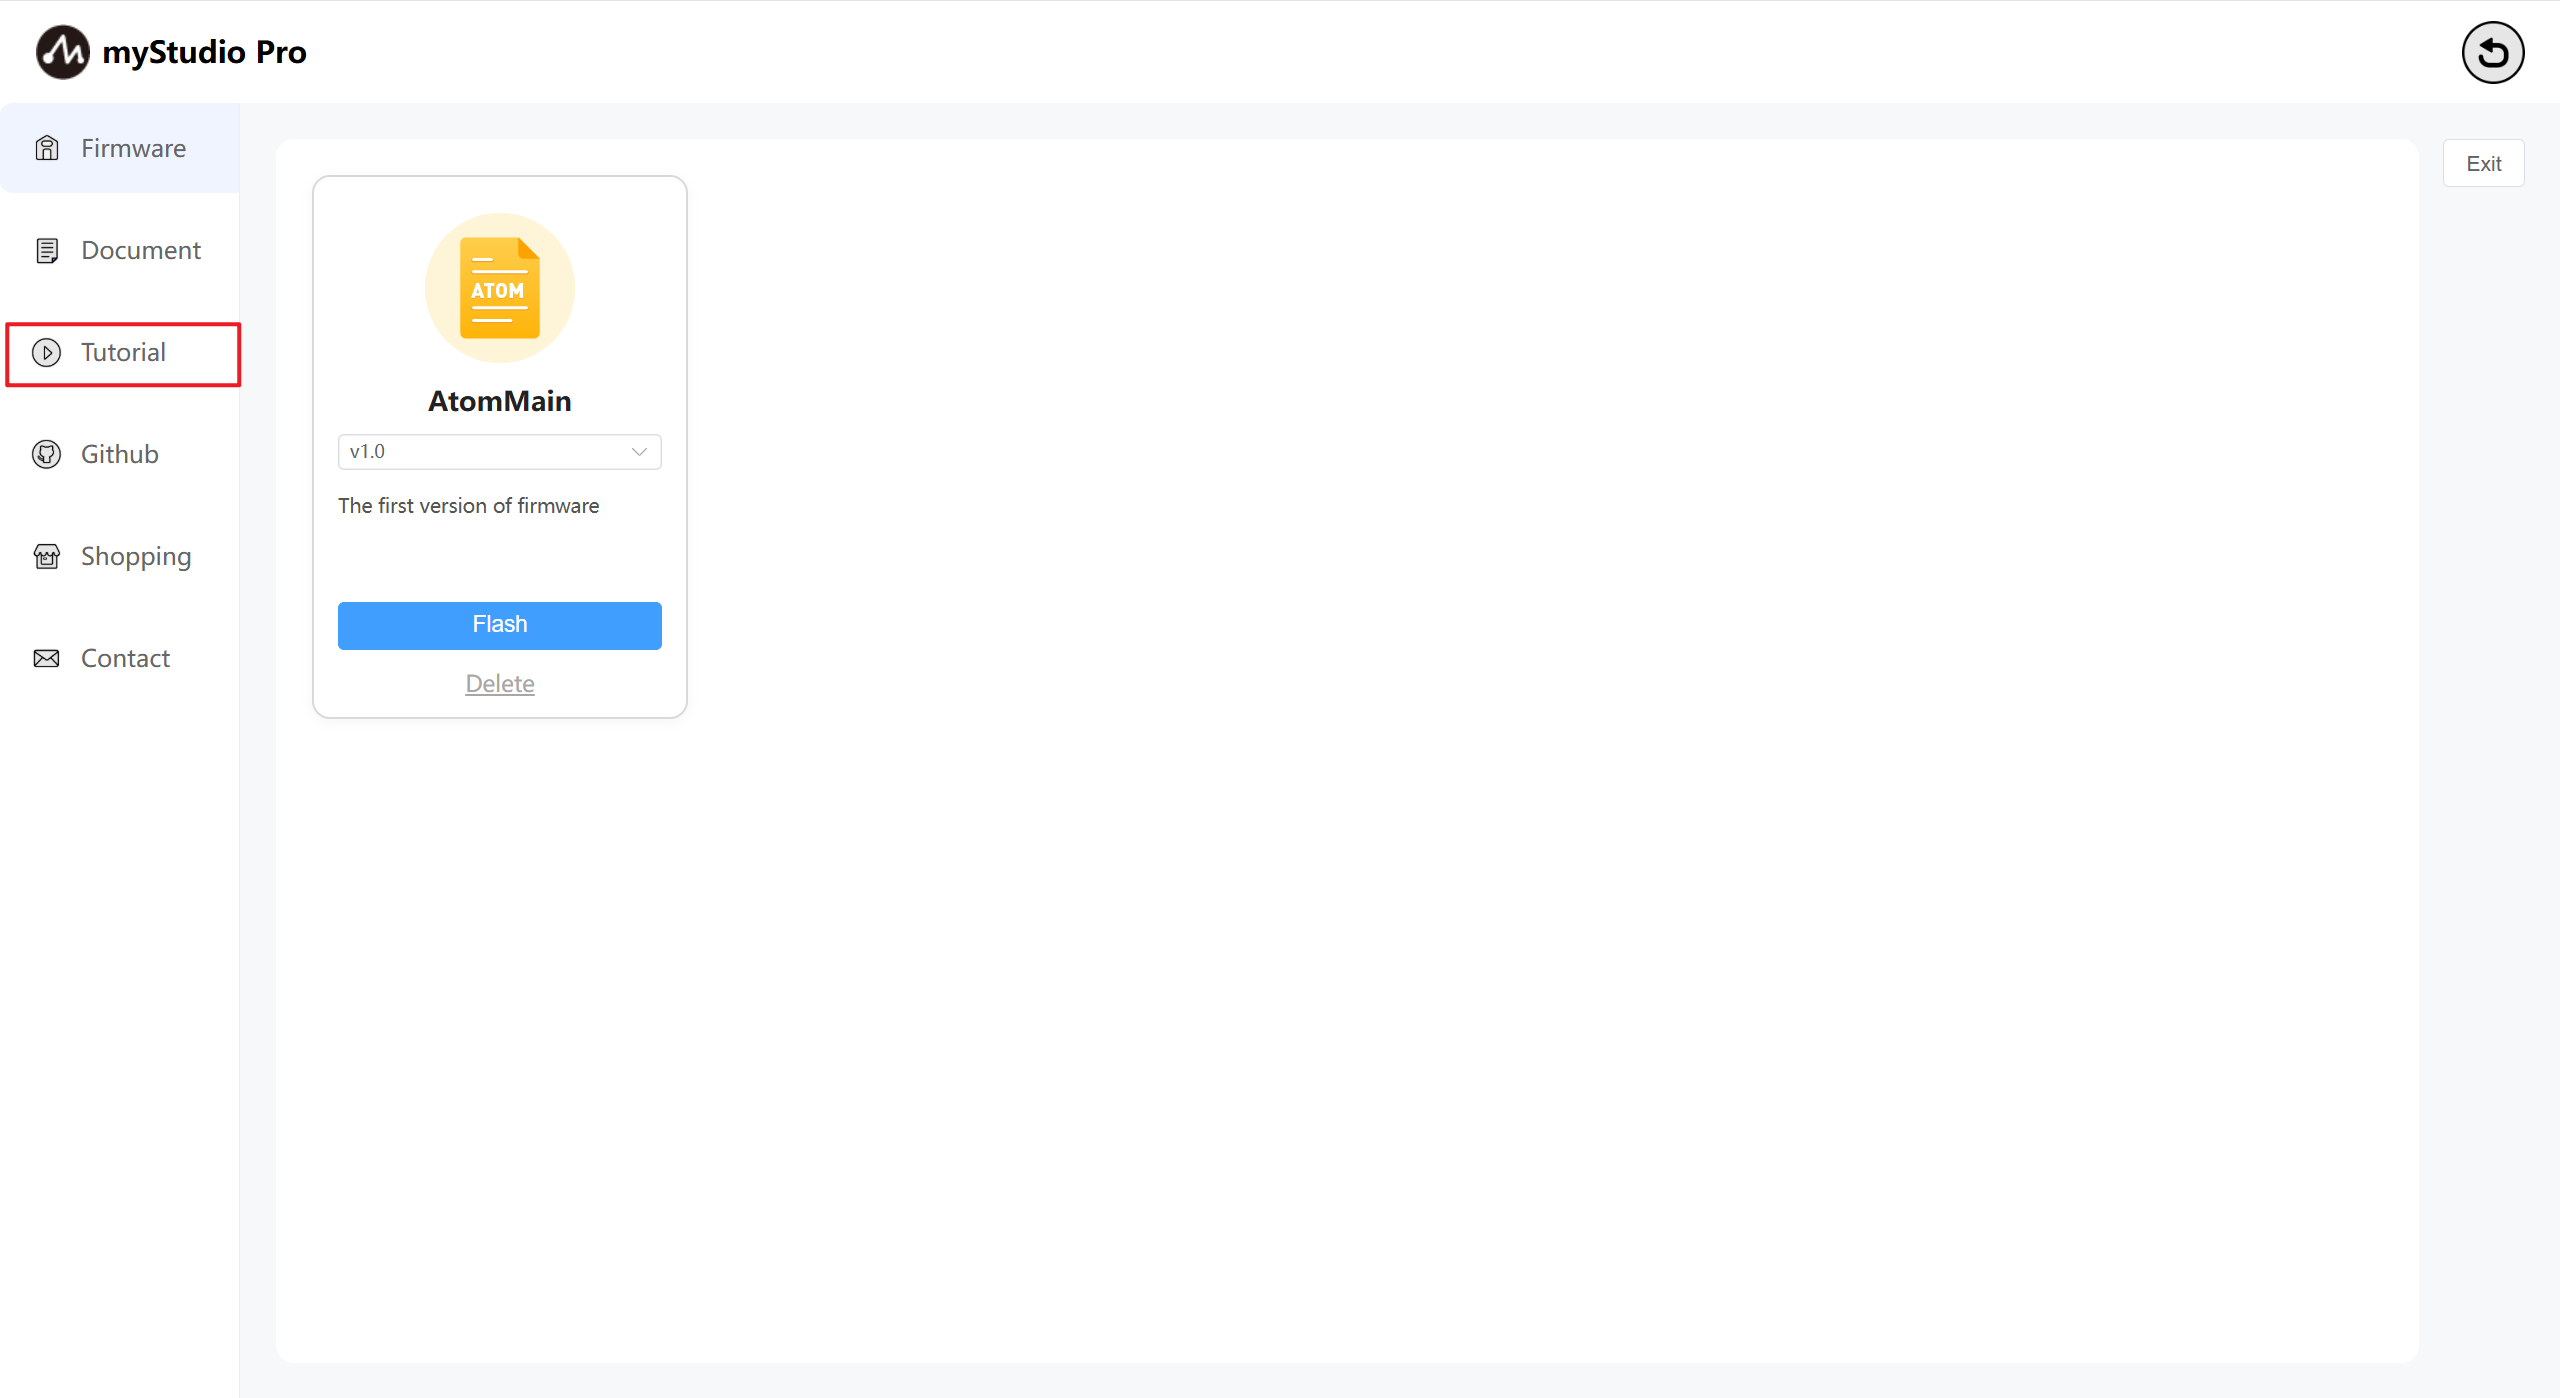 myStudio Pro
Firmware
Document
Tutorial
Github
Shopping
Contact
Exit
ATOM
AtomMain
v1.0
The first version of firmware
Flash
Delete